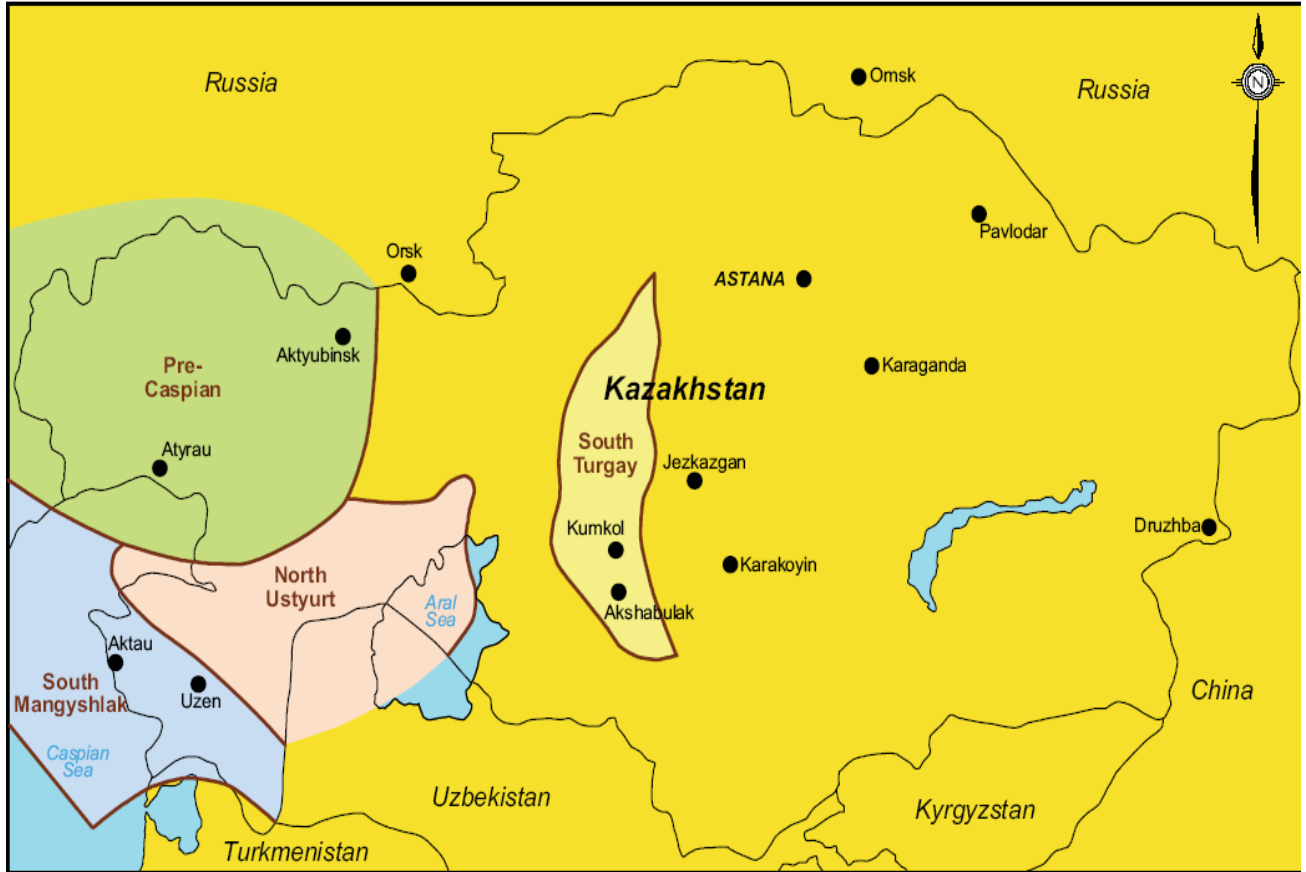 Russia
Omsk
Russia
N
Pavlodar
Orsk
ASTANA
Aktyubinsk
Pre-
Caspian
Karaganda
Kazakhstan
South
Turgay
Atyrau
Jezkazgan
Kumkol
Druzhba
Karakoyin
North
Ustyurt
Aral
Sea
Akshabulak
Aktau
South
Mangyshlak
Uzen
China
Caspian
Sea
Uzbekistan
Kyrgyzstan
Turkmenistan